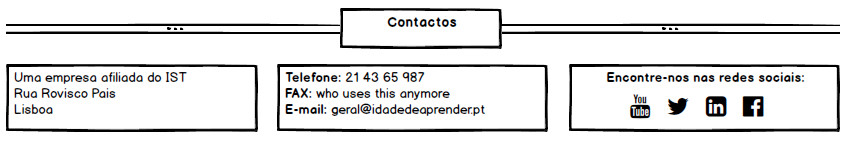 Contactos
Uma empresa afiliada do IST
Rua Rovisco Pais
Lisboa
Telefone: 21 43 65 987
FAX: who uses this anymore
E-mail: geral@idadedeaprender.pt
Encontre-nos nas redes sociais:
You
Tube
in
f